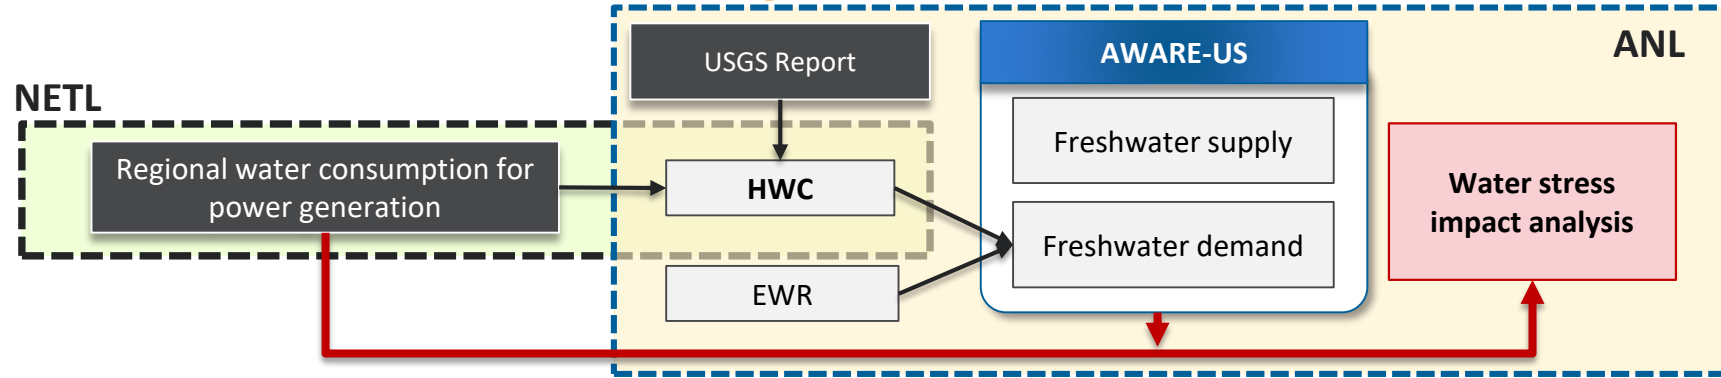 NETL
Regional water consumption for
power generation
USGS Report
HWC
EWR
AWARE-US
Freshwater supply
Freshwater demand
ANL
Water stress
impact analysis